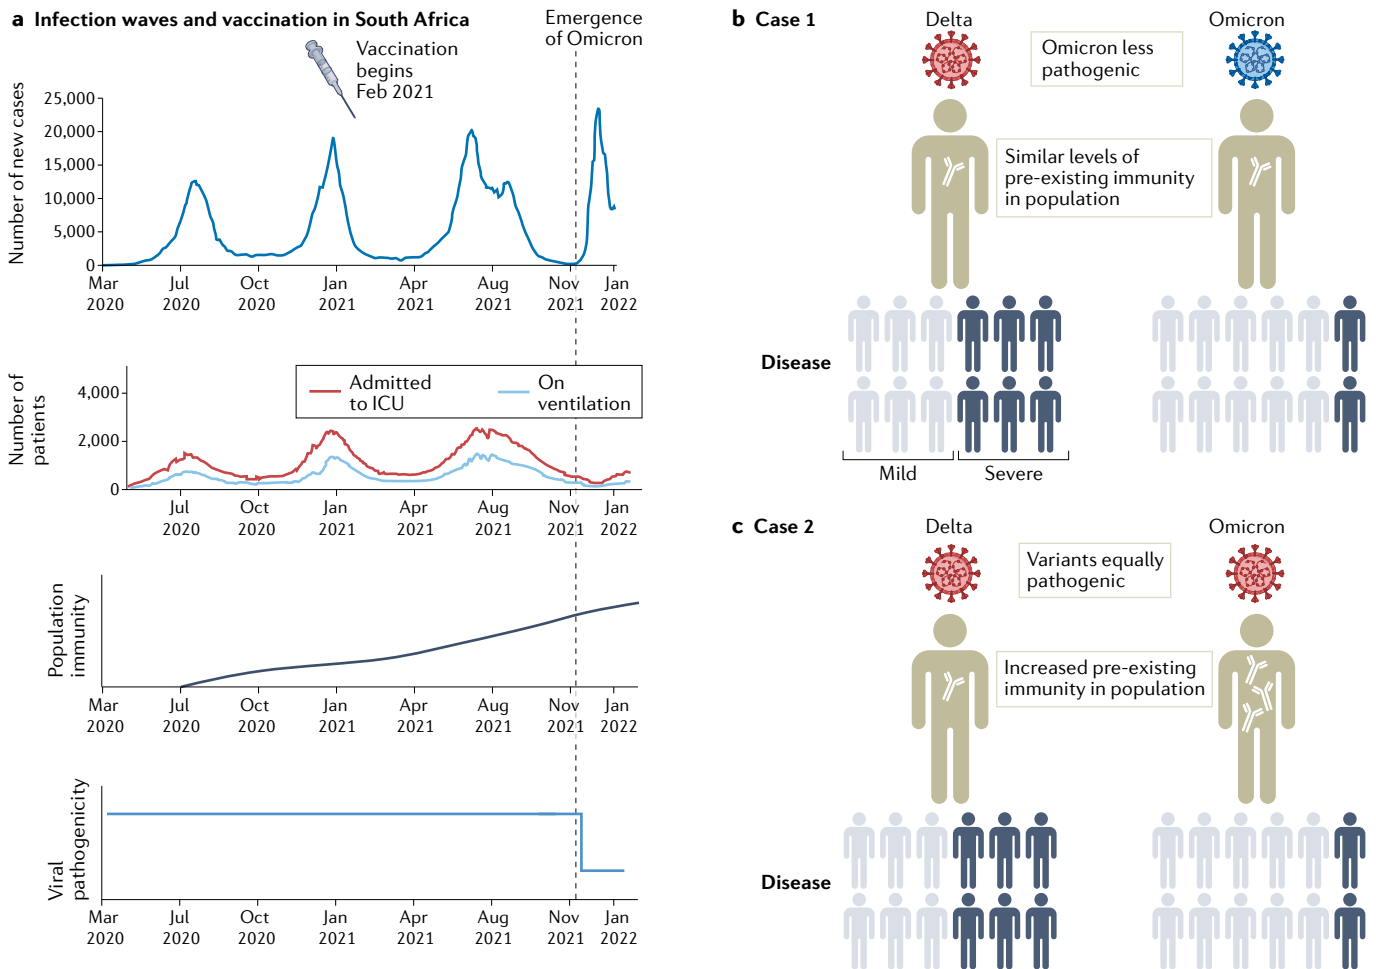 a Infection waves and vaccination in South Africa
Emergence
of Omicron
Vaccination
begins
Feb 2021
Number of new cases
25,000
20,000
15,000
10,000
5,000
0
Mar Jul Oct Jan Apr Aug Nov Jan
2020 2020 2020 2021 2021 2021 2021 2022
Number of
patients
Admitted
to ICU
On
ventilation
4,000
2,000
0
Jul Oct Jan Apr Aug Nov Jan
2020 2020 2021 2021 2021 2021 2022
Population
immunity
Mar Jul Oct Jan Apr Aug Nov Jan
2020 2020 2020 2021 2021 2021 2021 2022
Viral
pathogenicity
Mar Jul Oct Jan Apr Aug Nov Jan
2020 2020 2020 2021 2021 2021 2021 2022
b Case 1
Delta
Omicron
Omicron less
pathogenic
Similar levels of
pre-existing immunity
in population
Disease
Mild
Severe
c Case 2
Delta
Omicron
Variants equally
pathogenic
Increased pre-existing
immunity in population
Disease